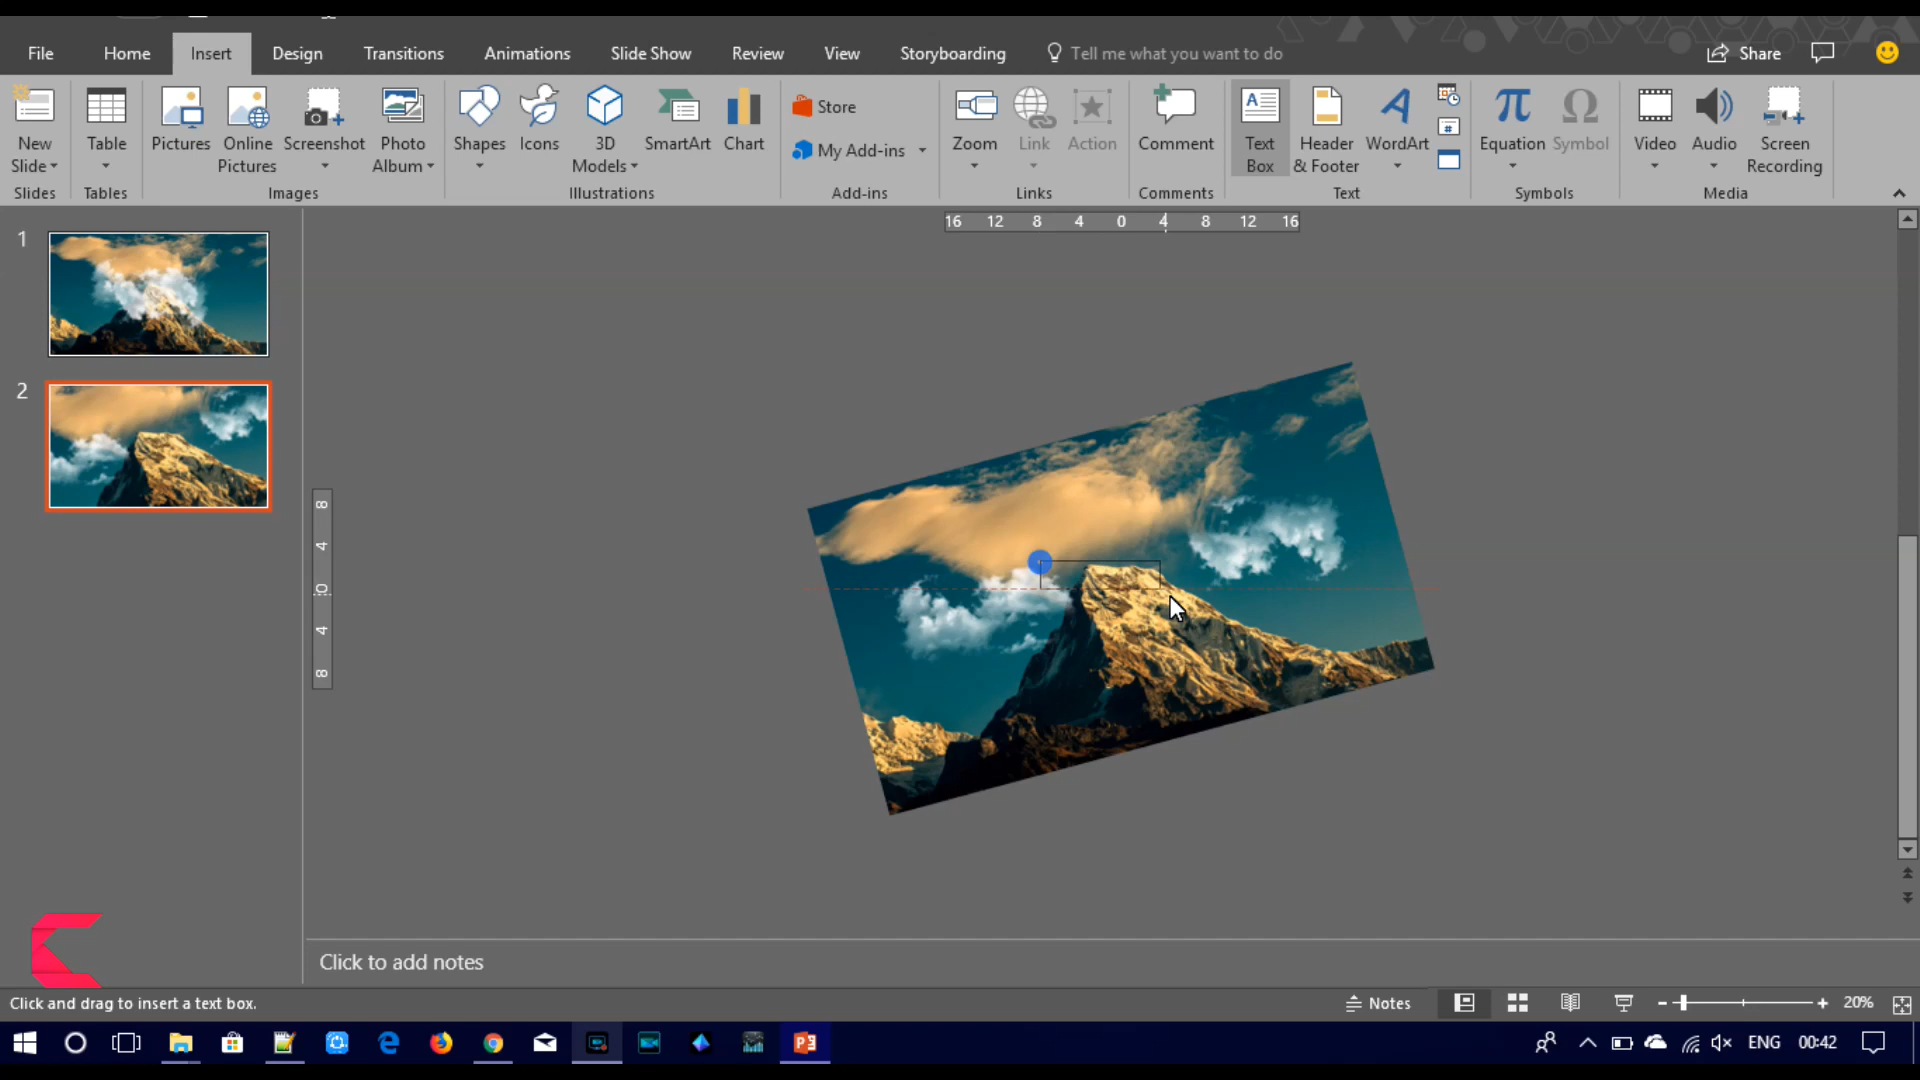 File Home Insert Design Transitions Animations Slide Show Review View Storyboarding Tell me what you want to do Share
New Slide
Table
Pictures
Online Pictures
Screenshot
Photo Album
Shapes
Icons
3D Models
SmartArt
Chart
Store
My Add-ins
Zoom
Link
Action
Comment
Text Box
Header & Footer
WordArt
Equation
Symbol
Video
Audio
Screen Recording
Slides Tables Images Illustrations Add-ins Links Comments Text Symbols Media
16 12 8 4 0 4 8 12 16
1
2
8
4
0
4
8
Click to add notes
Click and drag to insert a text box.
Notes
20%
ENG 00:42